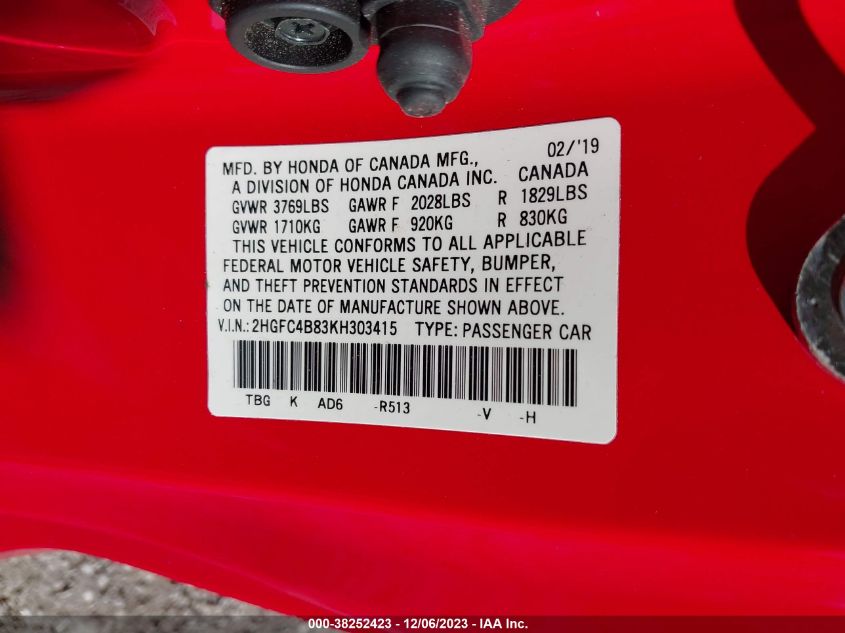 MFD. BY HONDA OF CANADA MFG., 02/'19
A DIVISION OF HONDA CANADA INC. CANADA
GVWR 3769LBS GAWR F 2028LBS R 1829LBS
GVWR 1710KG GAWR F 920KG R 830KG
THIS VEHICLE CONFORMS TO ALL APPLICABLE
FEDERAL MOTOR VEHICLE SAFETY, BUMPER,
AND THEFT PREVENTION STANDARDS IN EFFECT
ON THE DATE OF MANUFACTURE SHOWN ABOVE.
V.I.N.: 2HGFC4B83KH303415 TYPE: PASSENGER CAR
TBG K AD6 -R513 -V -H
000-38252423 - 12/06/2023 - IAA Inc.